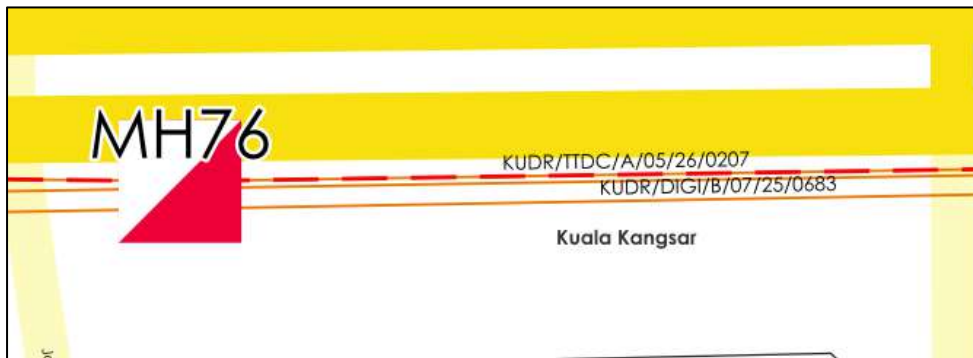 MH76
KUDR/TTDC/A/05/26/0207
KUDR/DIGI/B/07/25/0683
Kuala Kangsar